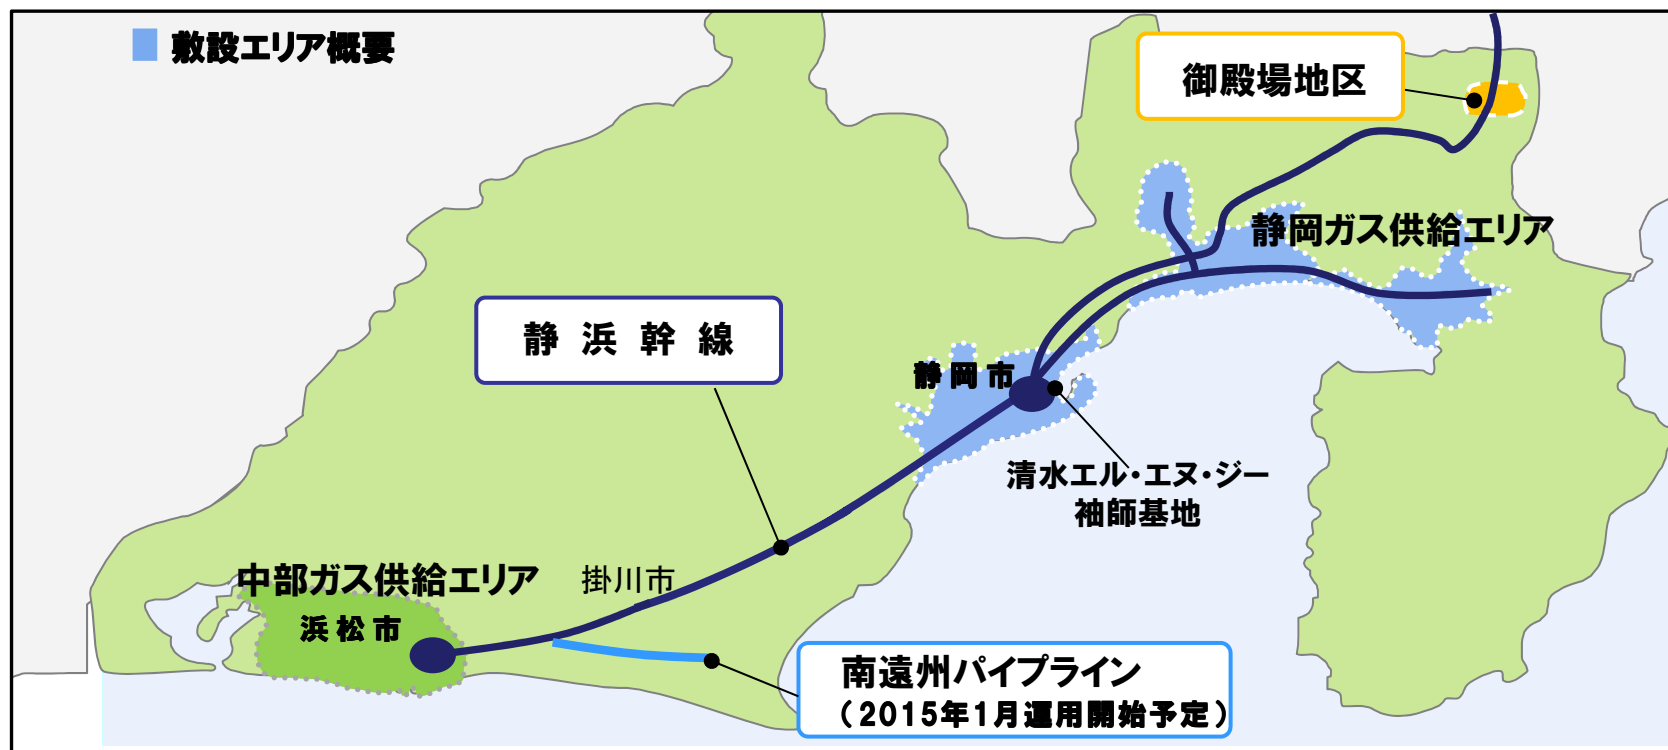 敷設エリア概要
御殿場地区
静岡ガス供給エリア
静浜幹線
静岡市
清水エル・エヌ・ジー
袖師基地
中部ガス供給エリア
掛川市
浜松市
南遠州パイプライン
（2015年1月運用開始予定）